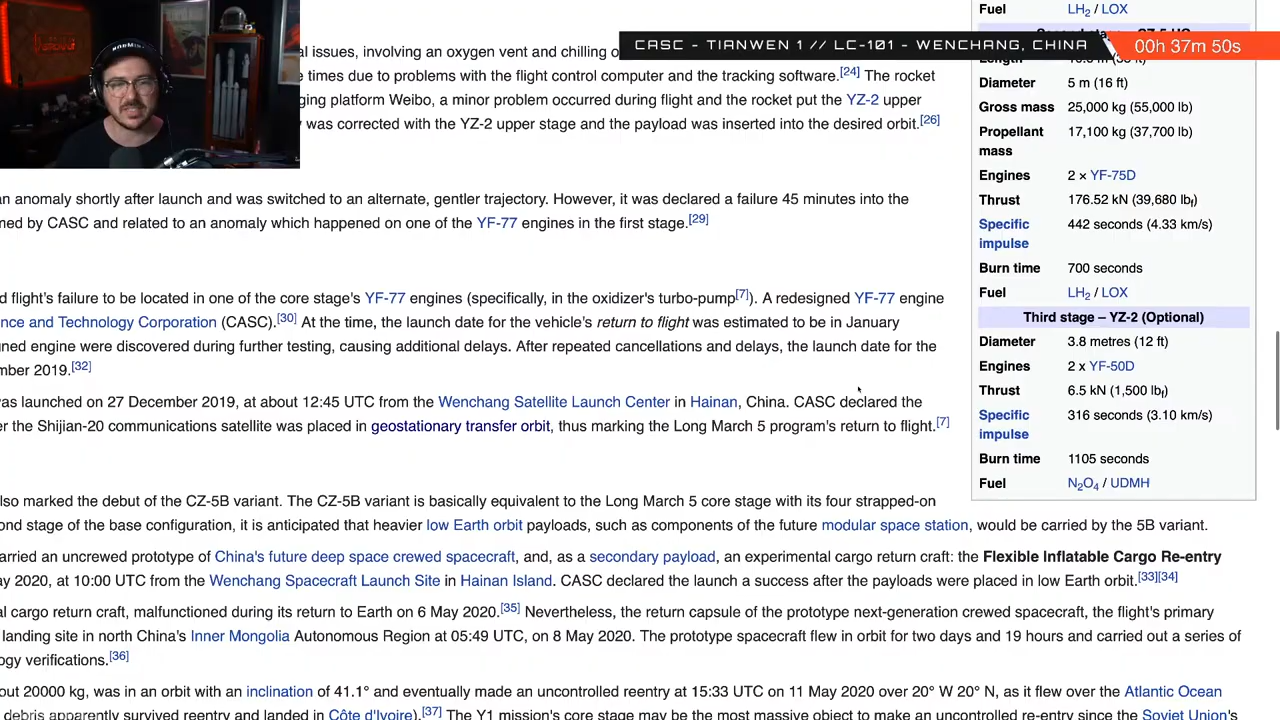 Fuel LH2 / LOX
al issues, involving an oxygen vent and chilling o
CASC - TIANWEN 1 // LC-101 - WENCHANG, CHINA
00h 37m 50s
e times due to problems with the flight control computer and the tracking software.[24] The rocket
ging platform Weibo, a minor problem occurred during flight and the rocket put the YZ-2 upper
y was corrected with the YZ-2 upper stage and the payload was inserted into the desired orbit.[26]
an anomaly shortly after launch and was switched to an alternate, gentler trajectory. However, it was declared a failure 45 minutes into the
med by CASC and related to an anomaly which happened on one of the YF-77 engines in the first stage.[29]
d flight's failure to be located in one of the core stage's YF-77 engines (specifically, in the oxidizer's turbo-pump[7]). A redesigned YF-77 engine
nce and Technology Corporation (CASC).[30] At the time, the launch date for the vehicle's return to flight was estimated to be in January
gned engine were discovered during further testing, causing additional delays. After repeated cancellations and delays, the launch date for the
mber 2019.[32]
was launched on 27 December 2019, at about 12:45 UTC from the Wenchang Satellite Launch Center in Hainan, China. CASC declared the
er the Shijian-20 communications satellite was placed in geostationary transfer orbit, thus marking the Long March 5 program's return to flight.[7]
Length
Diameter 5 m (16 ft)
Gross mass 25,000 kg (55,000 lb)
Propellant 17,100 kg (37,700 lb)
mass
Engines 2 × YF-75D
Thrust 176.52 kN (39,680 lbf)
Specific 442 seconds (4.33 km/s)
impulse
Burn time 700 seconds
Fuel LH2 / LOX
Third stage – YZ-2 (Optional)
Diameter 3.8 metres (12 ft)
Engines 2 x YF-50D
Thrust 6.5 kN (1,500 lbf)
Specific 316 seconds (3.10 km/s)
impulse
Burn time 1105 seconds
Fuel N2O4 / UDMH
lso marked the debut of the CZ-5B variant. The CZ-5B variant is basically equivalent to the Long March 5 core stage with its four strapped-on
ond stage of the base configuration, it is anticipated that heavier low Earth orbit payloads, such as components of the future modular space station, would be carried by the 5B variant.
arried an uncrewed prototype of China's future deep space crewed spacecraft, and, as a secondary payload, an experimental cargo return craft: the Flexible Inflatable Cargo Re-entry
ay 2020, at 10:00 UTC from the Wenchang Spacecraft Launch Site in Hainan Island. CASC declared the launch a success after the payloads were placed in low Earth orbit.[33][34]
al cargo return craft, malfunctioned during its return to Earth on 6 May 2020.[35] Nevertheless, the return capsule of the prototype next-generation crewed spacecraft, the flight's primary
landing site in north China's Inner Mongolia Autonomous Region at 05:49 UTC, on 8 May 2020. The prototype spacecraft flew in orbit for two days and 19 hours and carried out a series of
ogy verifications.[36]
out 20000 kg, was in an orbit with an inclination of 41.1° and eventually made an uncontrolled reentry at 15:33 UTC on 11 May 2020 over 20° W 20° N, as it flew over the Atlantic Ocean
debris apparently survived reentry and landed in Côte d'Ivoire).[37] The Y1 mission's core stage may be the most massive object to make an uncontrolled re-entry since the Soviet Union's